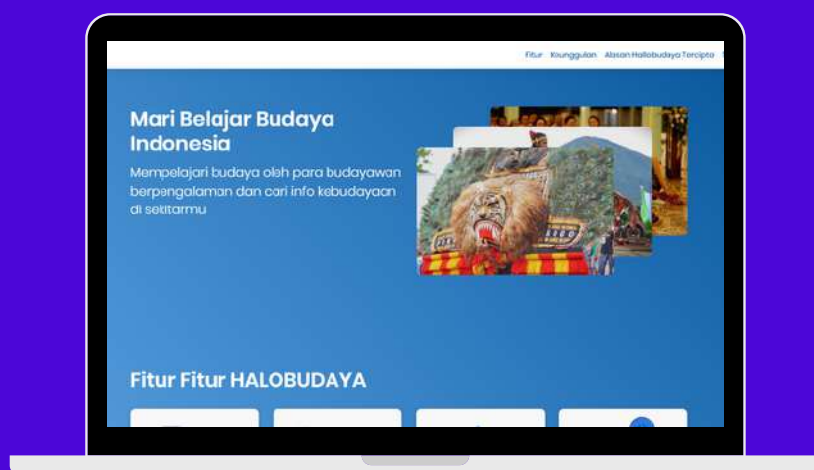 Fitur Keunggulan Alasan Hallobudaya Tercipta
Mari Belajar Budaya
Indonesia
Mempelajari budaya oleh para budayawan
berpengalaman dan cari info kebudayaan
di sekitarmu
Fitur Fitur HALOBUDAYA